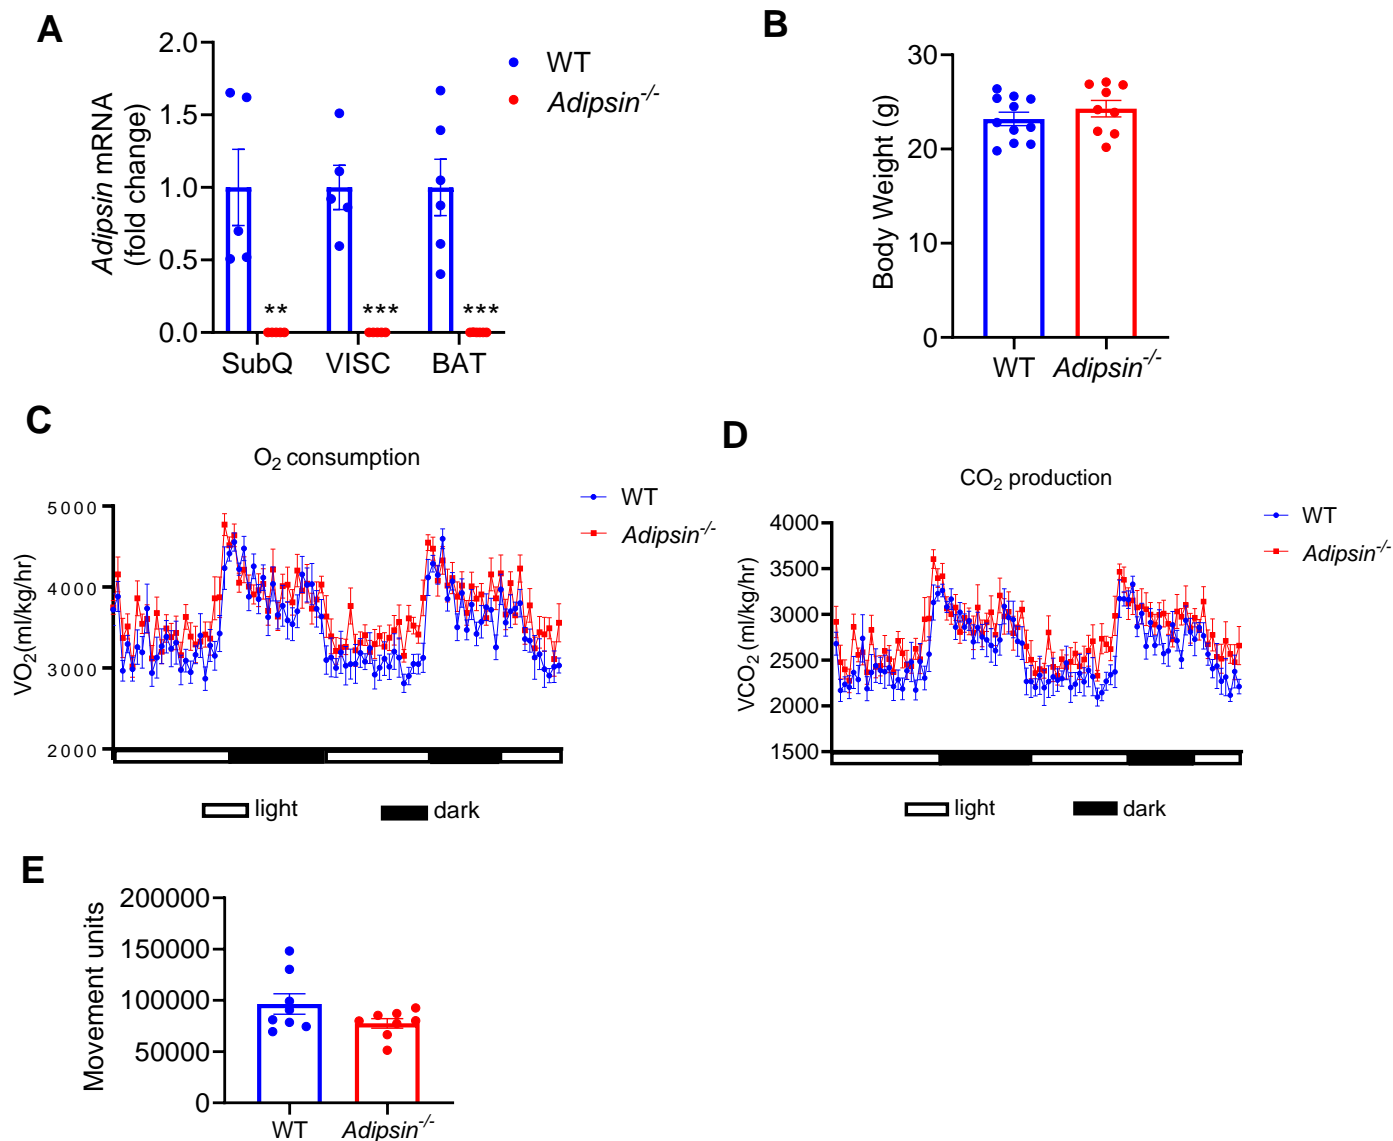 A
Adipsin mRNA
(fold change)
2.0
1.5
1.0
0.5
0.0
** *** ***
SubQ VISC BAT
WT
Adipsin-/-
B
Body Weight (g)
30
20
10
0
WT Adipsin-/-
C
O2 consumption
VO2(ml/kg/hr)
5000
4000
3000
2000
WT
Adipsin-/-
light dark
D
CO2 production
VCO2 (ml/kg/hr)
4000
3500
3000
2500
2000
1500
WT
Adipsin-/-
light dark
E
Movement units
200000
150000
100000
50000
0
WT Adipsin-/-